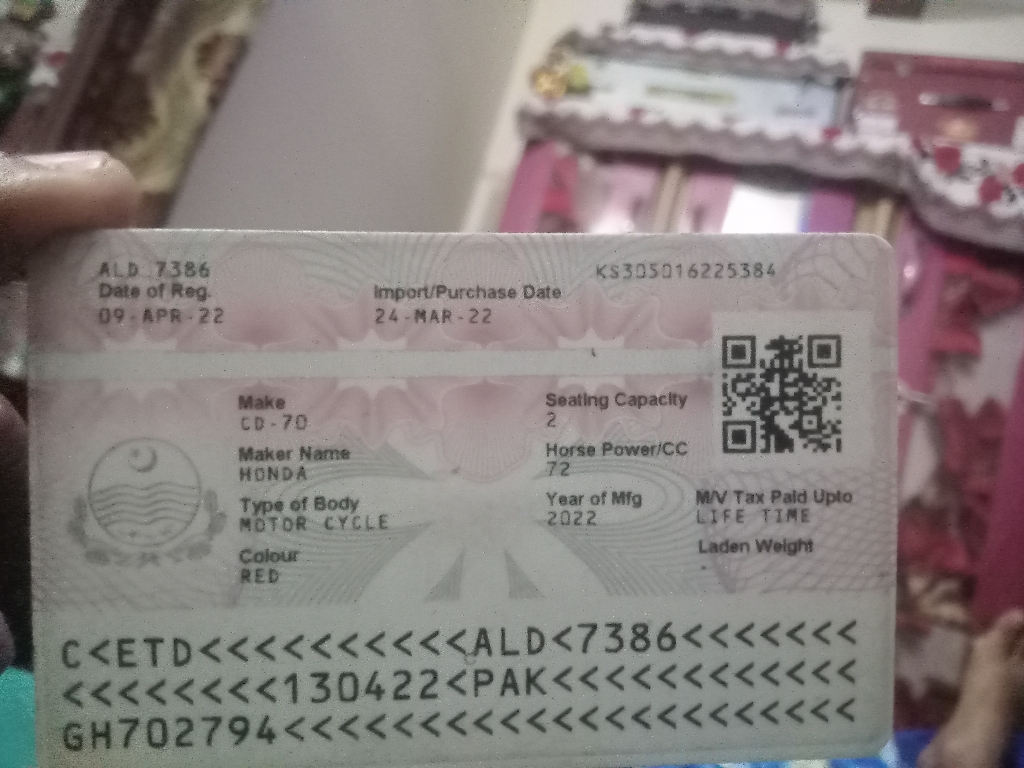 ALD 7386 KS305016225384
Date of Reg. Import/Purchase Date
09-APR-22 24-MAR-22
Make Seating Capacity
CD-70 2
Maker Name Horse Power/CC
HONDA 72
Type of Body Year of Mfg M/V Tax Paid Upto
MOTOR CYCLE 2022 LIFE TIME
Colour Laden Weight
RED
C<ETD<<<<<<<<<<<ALD<7386<<<<<<<
<<<<<<<<130422<PAK<<<<<<<<<<<<<
GH702794<<<<<<<<<<<<<<<<<<<<<<<